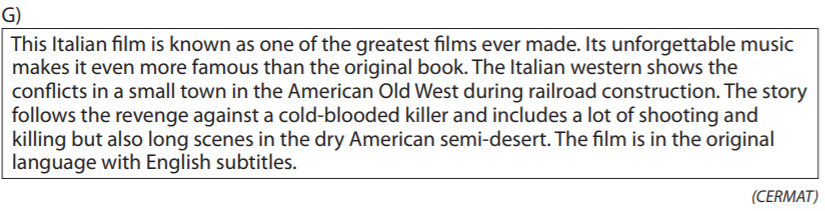 G)
This Italian film is known as one of the greatest films ever made. Its unforgettable music
makes it even more famous than the original book. The Italian western shows the
conflicts in a small town in the American Old West during railroad construction. The story
follows the revenge against a cold-blooded killer and includes a lot of shooting and
killing but also long scenes in the dry American semi-desert. The film is in the original
language with English subtitles.
(CERMAT)